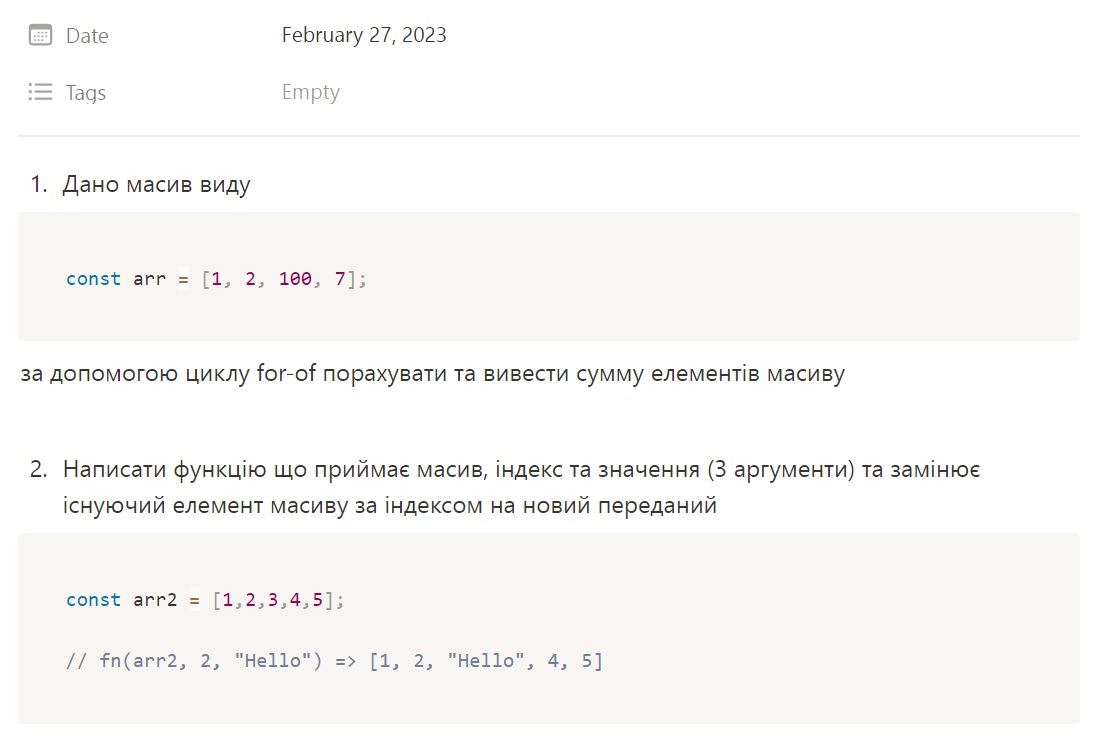 Date February 27, 2023
Tags Empty
1. Дано масив виду
const arr = [1, 2, 100, 7];
за допомогою циклу for-of порахувати та вивести сумму елементів масиву
2. Написати функцію що приймає масив, індекс та значення (3 аргументи) та замінює
існуючий елемент масиву за індексом на новий переданий
const arr2 = [1,2,3,4,5];
// fn(arr2, 2, "Hello") => [1, 2, "Hello", 4, 5]